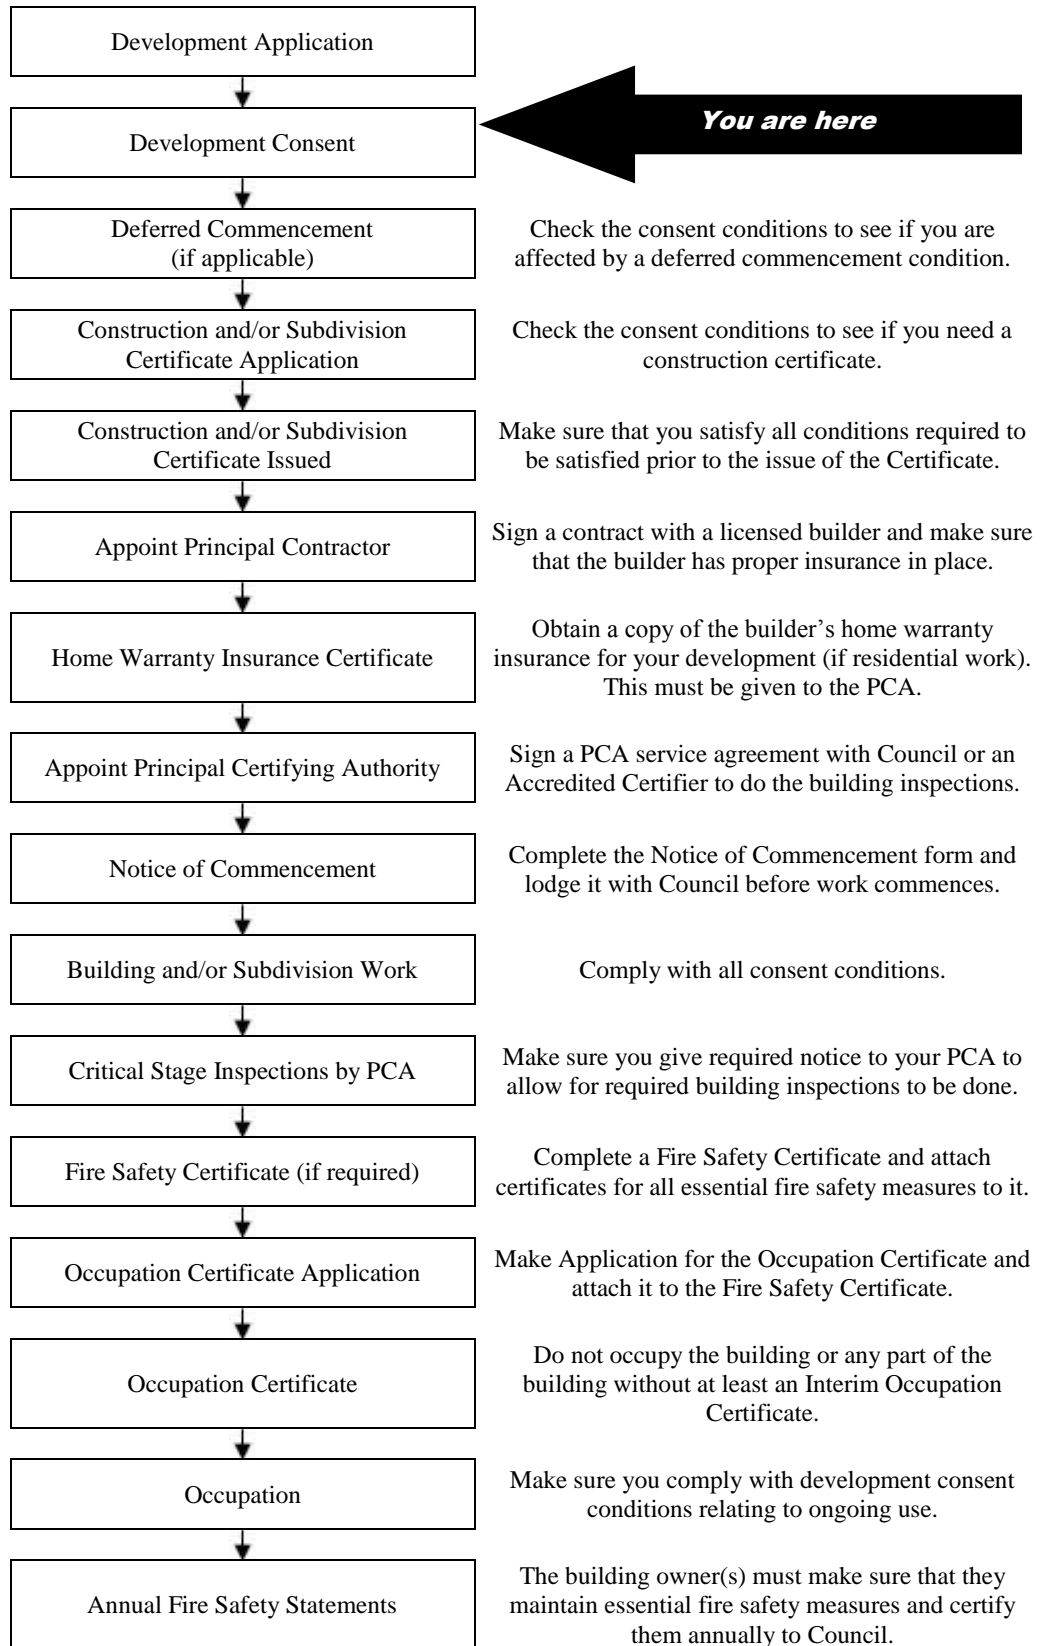 Development Application
Development Consent
You are here
Deferred Commencement
(if applicable)
Check the consent conditions to see if you are
affected by a deferred commencement condition.
Construction and/or Subdivision
Certificate Application
Check the consent conditions to see if you need a
construction certificate.
Construction and/or Subdivision
Certificate Issued
Make sure that you satisfy all conditions required to
be satisfied prior to the issue of the Certificate.
Appoint Principal Contractor
Sign a contract with a licensed builder and make sure
that the builder has proper insurance in place.
Home Warranty Insurance Certificate
Obtain a copy of the builder’s home warranty
insurance for your development (if residential work).
This must be given to the PCA.
Appoint Principal Certifying Authority
Sign a PCA service agreement with Council or an
Accredited Certifier to do the building inspections.
Notice of Commencement
Complete the Notice of Commencement form and
lodge it with Council before work commences.
Building and/or Subdivision Work
Comply with all consent conditions.
Critical Stage Inspections by PCA
Make sure you give required notice to your PCA to
allow for required building inspections to be done.
Fire Safety Certificate (if required)
Complete a Fire Safety Certificate and attach
certificates for all essential fire safety measures to it.
Occupation Certificate Application
Make Application for the Occupation Certificate and
attach it to the Fire Safety Certificate.
Occupation Certificate
Do not occupy the building or any part of the
building without at least an Interim Occupation
Certificate.
Occupation
Make sure you comply with development consent
conditions relating to ongoing use.
Annual Fire Safety Statements
The building owner(s) must make sure that they
maintain essential fire safety measures and certify
them annually to Council.